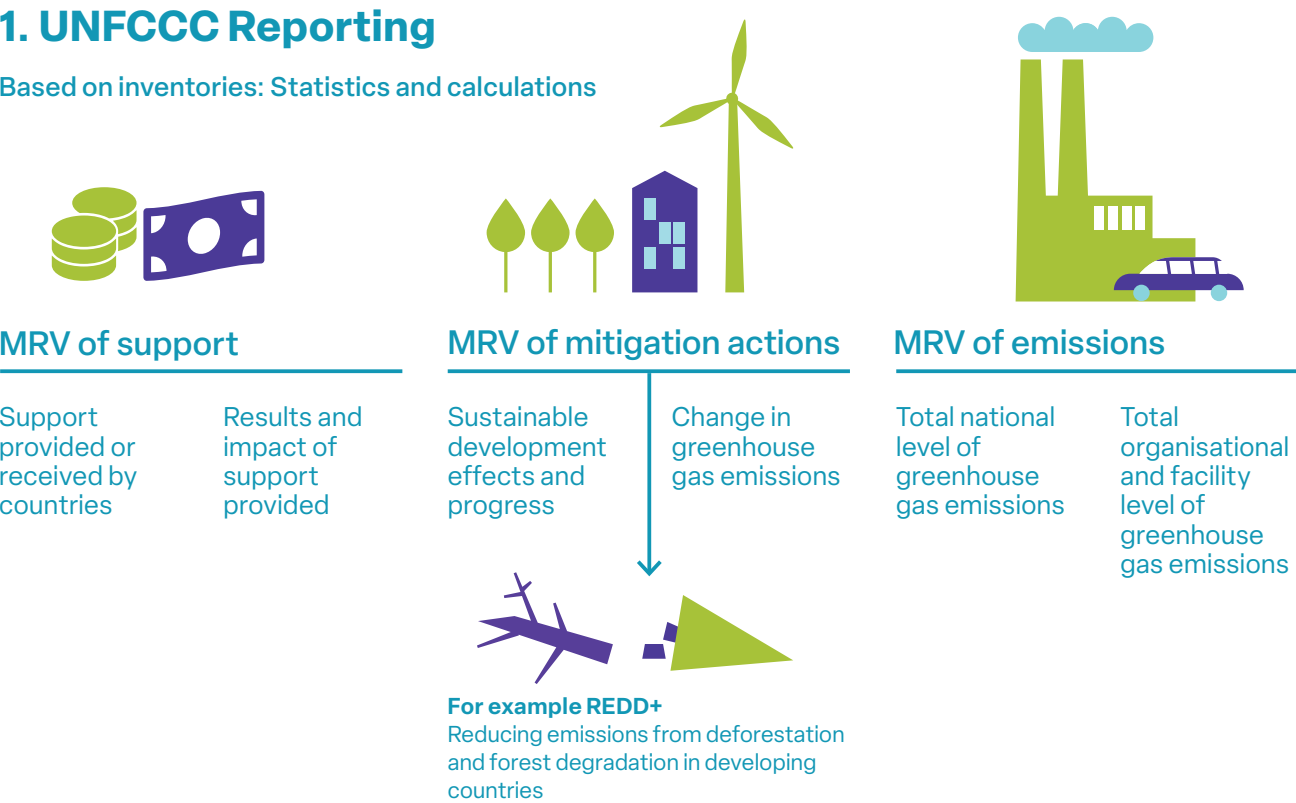 1. UNFCCC Reporting
Based on inventories: Statistics and calculations
MRV of support
Support
provided or
received by
countries
Results and
impact of
support
provided
MRV of mitigation actions
Sustainable
development
effects and
progress
Change in
greenhouse
gas emissions
For example REDD+
Reducing emissions from deforestation
and forest degradation in developing
countries
MRV of emissions
Total national
level of
greenhouse
gas emissions
Total
organisational
and facility
level of
greenhouse
gas emissions